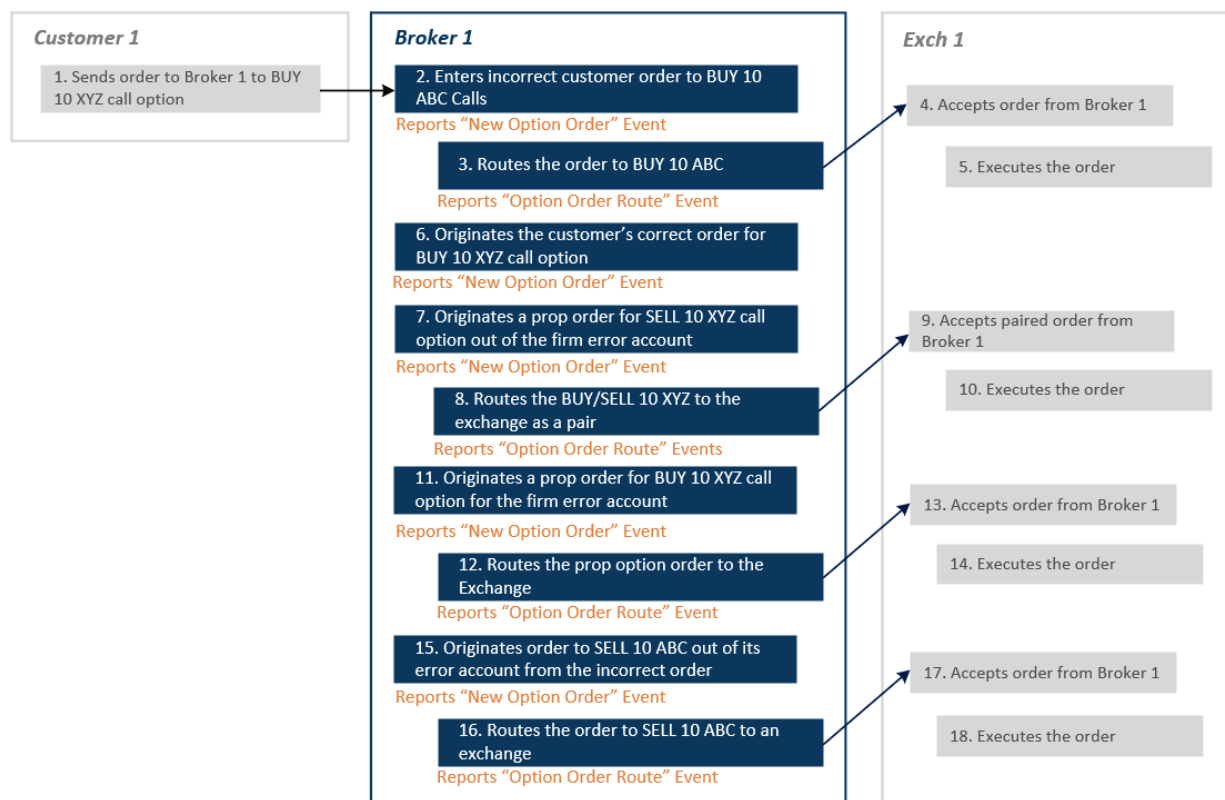 Customer 1
1. Sends order to Broker 1 to BUY
10 XYZ call option
Broker 1
2. Enters incorrect customer order to BUY 10
ABC Calls
Reports “New Option Order” Event
3. Routes the order to BUY 10 ABC
Reports “Option Order Route” Event
Exch 1
4. Accepts order from Broker 1
5. Executes the order
6. Originates the customer’s correct order for
BUY 10 XYZ call option
Reports “New Option Order” Event
7. Originates a prop order for SELL 10 XYZ call
option out of the firm error account
Reports “New Option Order” Event
8. Routes the BUY/SELL 10 XYZ to the
exchange as a pair
Reports “Option Order Route” Events
9. Accepts paired order from
Broker 1
10. Executes the order
11. Originates a prop order for BUY 10 XYZ call
option for the firm error account
Reports “New Option Order” Event
12. Routes the prop option order to the
Exchange
Reports “Option Order Route” Event
13. Accepts order from Broker 1
14. Executes the order
15. Originates order to SELL 10 ABC out of its
error account from the incorrect order
Reports “New Option Order” Event
16. Routes the order to SELL 10 ABC to an
exchange
Reports “Option Order Route” Event
17. Accepts order from Broker 1
18. Executes the order